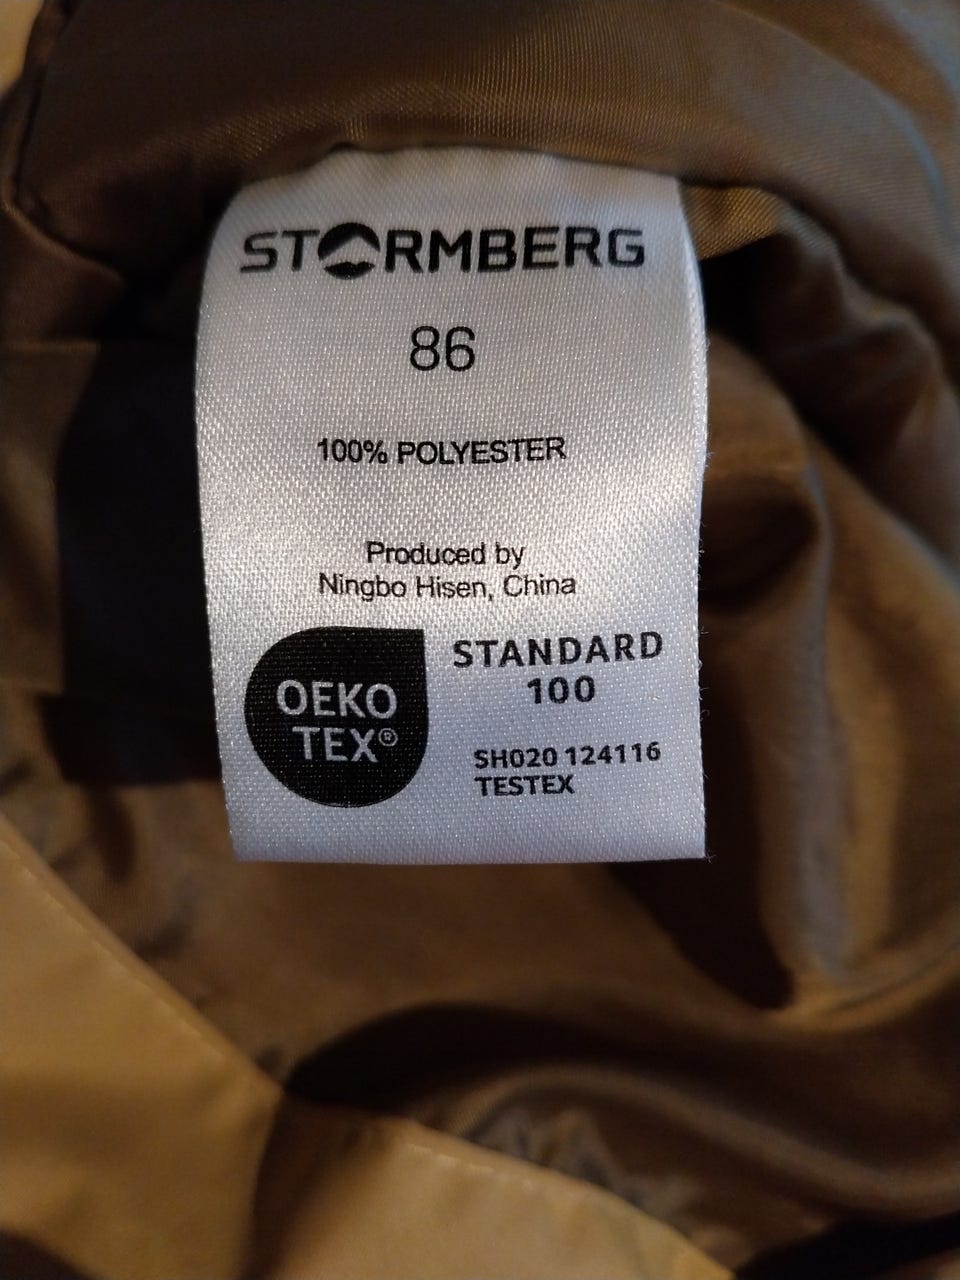 STORMBERG
86
100% POLYESTER
Produced by
Ningbo Hisen, China
OEKO
TEX®
STANDARD
100
SH020 124116
TESTEX